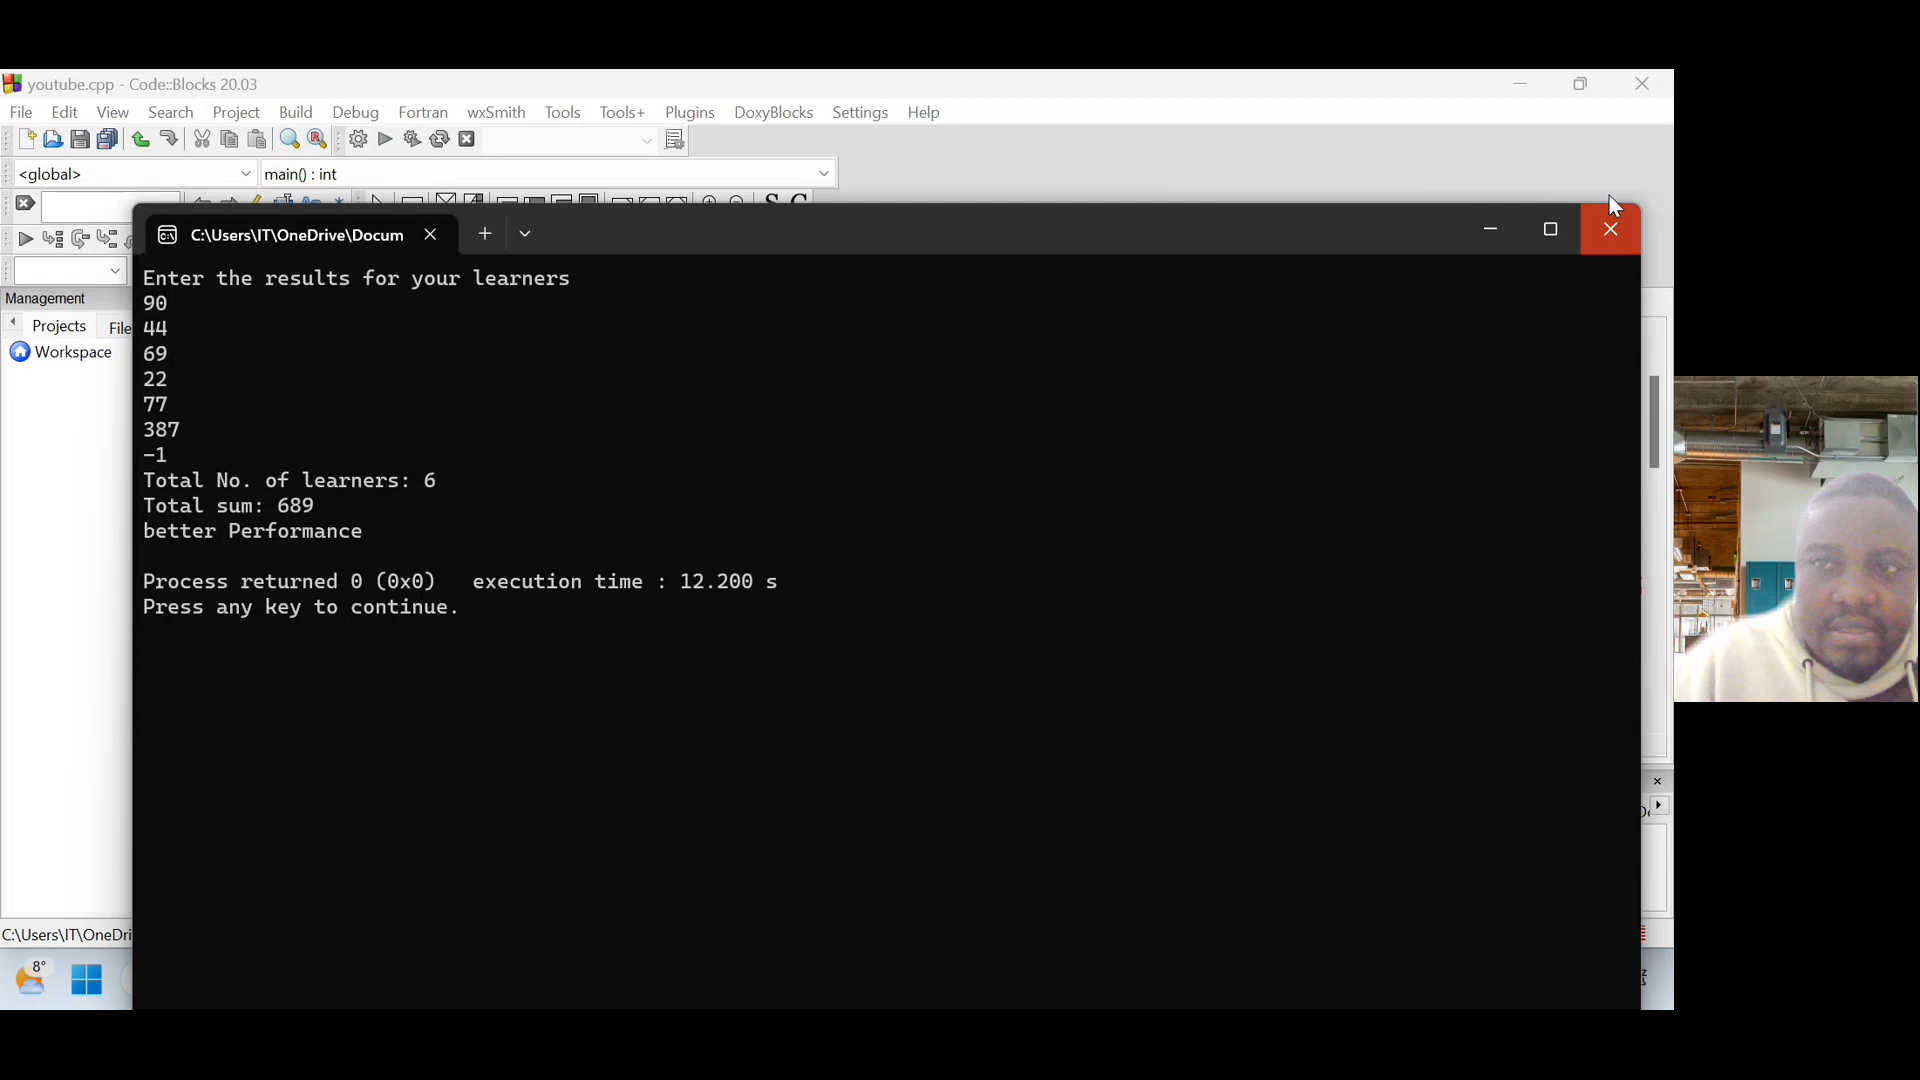 youtube.cpp - Code::Blocks 20.03
File Edit View Search Project Build Debug Fortran wxSmith Tools Tools+ Plugins DoxyBlocks Settings Help
<global> main() : int
S C
C:\Users\IT\OneDrive\Docum
Management
Projects File
Workspace
Enter the results for your learners
90
44
69
22
77
387
-1
Total No. of learners: 6
Total sum: 689
better Performance
Process returned 0 (0x0) execution time : 12.200 s
Press any key to continue.
C:\Users\IT\OneDri
8°